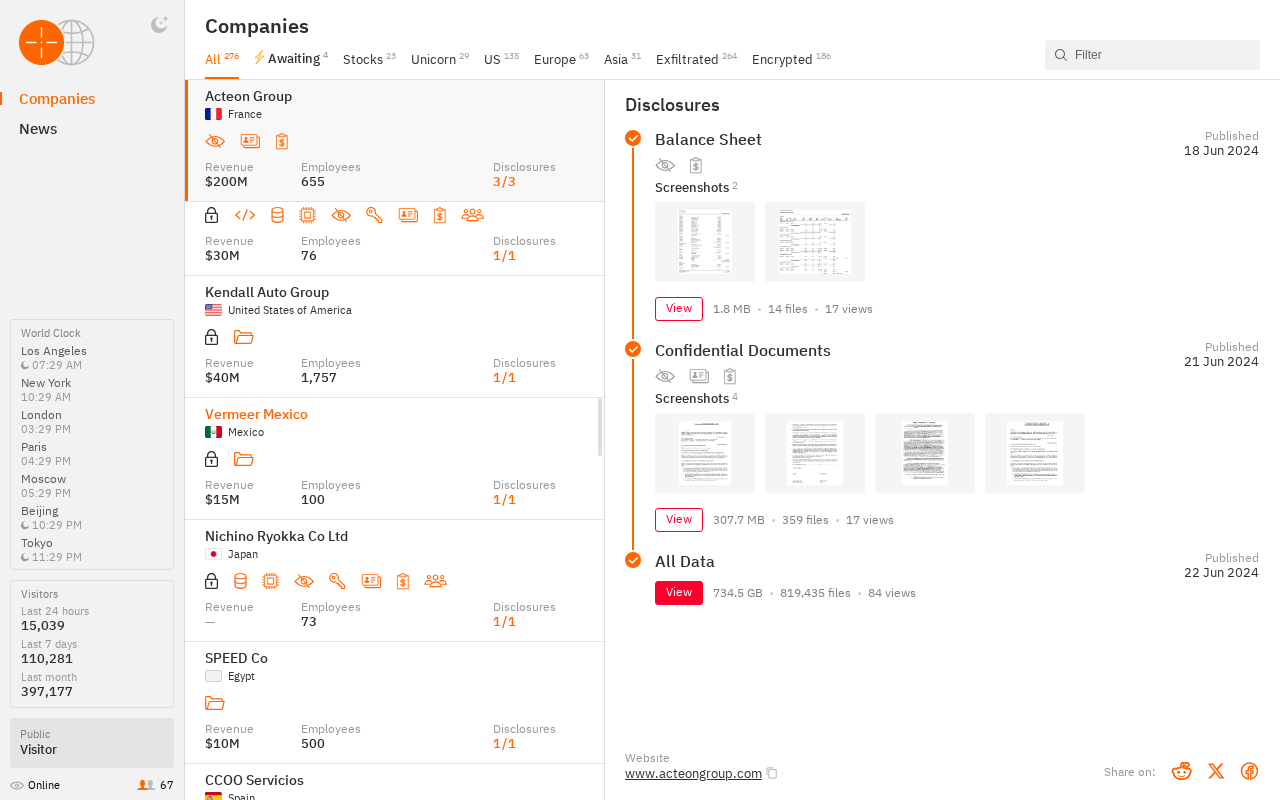 Companies
All 276
Awaiting 4
Stocks 23
Unicorn 29
US 135
Europe 63
Asia 31
Exfiltrated 264
Encrypted 186
Filter
Companies
News
World Clock
Los Angeles
07:29 AM
New York
10:29 AM
London
03:29 PM
Paris
04:29 PM
Moscow
05:29 PM
Beijing
10:29 PM
Tokyo
11:29 PM
Visitors
Last 24 hours
15,039
Last 7 days
110,281
Last month
397,177
Public
Visitor
Online 67
Acteon Group
France
Revenue Employees Disclosures
$200M 655 3/3
Revenue Employees Disclosures
$30M 76 1/1
Kendall Auto Group
United States of America
Revenue Employees Disclosures
$40M 1,757 1/1
Vermeer Mexico
Mexico
Revenue Employees Disclosures
$15M 100 1/1
Nichino Ryokka Co Ltd
Japan
Revenue Employees Disclosures
— 73 1/1
SPEED Co
Egypt
Revenue Employees Disclosures
$10M 500 1/1
CCOO Servicios
Spain
Disclosures
Balance Sheet
Published
18 Jun 2024
Screenshots 2
View 1.8 MB • 14 files • 17 views
Confidential Documents
Published
21 Jun 2024
Screenshots 4
View 307.7 MB • 359 files • 17 views
All Data
Published
22 Jun 2024
View 734.5 GB • 819,435 files • 84 views
Website
www.acteongroup.com
Share on: